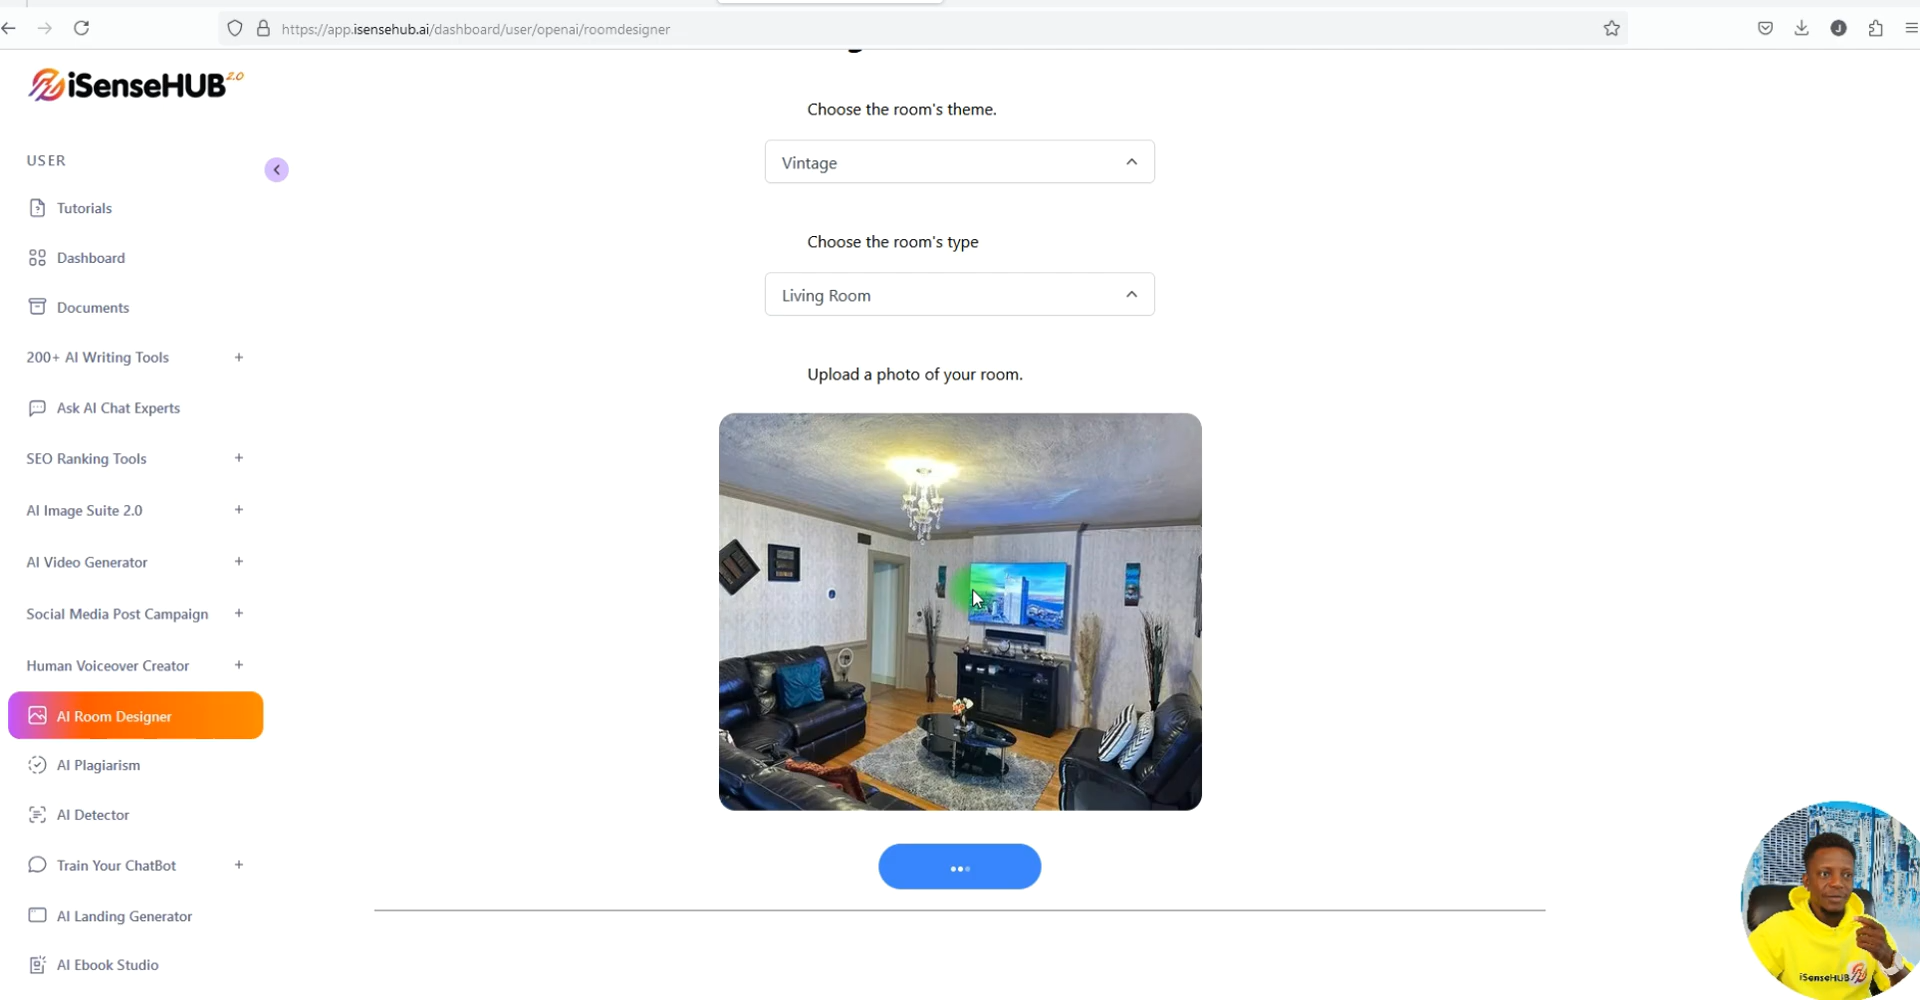 https://app.isensehub.ai/dashboard/user/openai/roomdesigner
J
iSenseHUB 2.0
USER
Tutorials
Dashboard
Documents
200+ AI Writing Tools +
Ask AI Chat Experts
SEO Ranking Tools +
AI Image Suite 2.0 +
AI Video Generator +
Social Media Post Campaign +
Human Voiceover Creator +
AI Room Designer
AI Plagiarism
AI Detector
Train Your ChatBot +
AI Landing Generator
AI Ebook Studio
Choose the room's theme.
Vintage
Choose the room's type
Living Room
Upload a photo of your room.
iSenseHUB